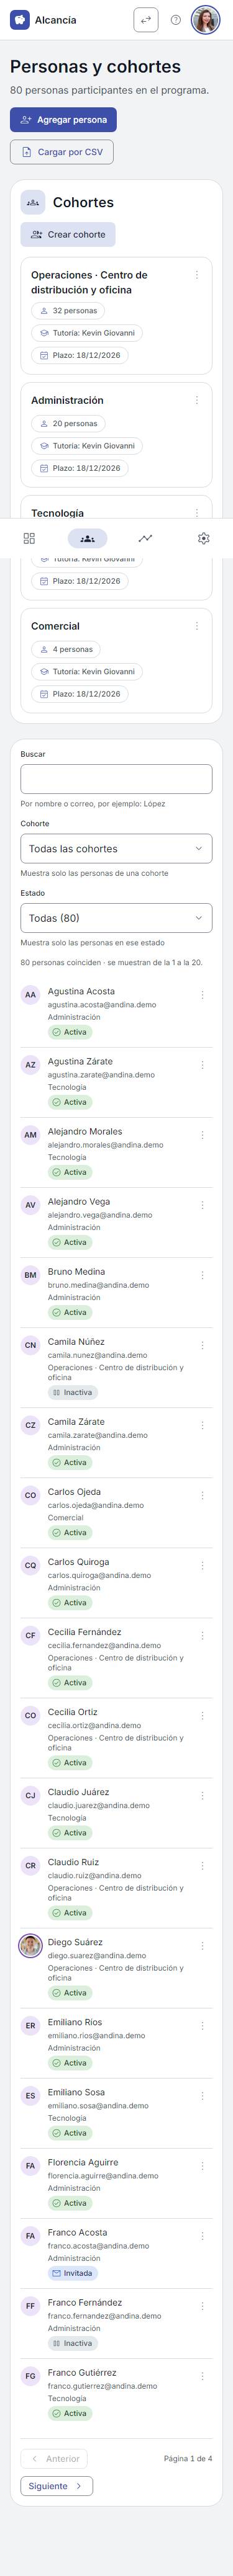 Alcancía
Personas y cohortes
80 personas participantes en el programa.
Agregar persona
Cargar por CSV
Cohortes
Crear cohorte
Operaciones · Centro de
distribución y oficina
32 personas
Tutoría: Kevin Giovanni
Plazo: 18/12/2026
Administración
20 personas
Tutoría: Kevin Giovanni
Plazo: 18/12/2026
Tecnología
Tutoría: Kevin Giovanni
Plazo: 18/12/2026
Comercial
4 personas
Tutoría: Kevin Giovanni
Plazo: 18/12/2026
Buscar
Por nombre o correo, por ejemplo: López
Cohorte
Todas las cohortes
Muestra solo las personas de una cohorte
Estado
Todas (80)
Muestra solo las personas en ese estado
80 personas coinciden · se muestran de la 1 a la 20.
AA
Agustina Acosta
agustina.acosta@andina.demo
Administración
Activa
AZ
Agustina Zárate
agustina.zarate@andina.demo
Tecnología
Activa
AM
Alejandro Morales
alejandro.morales@andina.demo
Tecnología
Activa
AV
Alejandro Vega
alejandro.vega@andina.demo
Administración
Activa
BM
Bruno Medina
bruno.medina@andina.demo
Administración
Activa
CN
Camila Núñez
camila.nunez@andina.demo
Operaciones · Centro de distribución y
oficina
Inactiva
CZ
Camila Zárate
camila.zarate@andina.demo
Administración
Activa
CO
Carlos Ojeda
carlos.ojeda@andina.demo
Comercial
Activa
CQ
Carlos Quiroga
carlos.quiroga@andina.demo
Administración
Activa
CF
Cecilia Fernández
cecilia.fernandez@andina.demo
Operaciones · Centro de distribución y
oficina
Activa
CO
Cecilia Ortiz
cecilia.ortiz@andina.demo
Operaciones · Centro de distribución y
oficina
Activa
CJ
Claudio Juárez
claudio.juarez@andina.demo
Tecnología
Activa
CR
Claudio Ruiz
claudio.ruiz@andina.demo
Operaciones · Centro de distribución y
oficina
Activa
Diego Suárez
diego.suarez@andina.demo
Operaciones · Centro de distribución y
oficina
Activa
ER
Emiliano Ríos
emiliano.rios@andina.demo
Administración
Activa
ES
Emiliano Sosa
emiliano.sosa@andina.demo
Tecnología
Activa
FA
Florencia Aguirre
florencia.aguirre@andina.demo
Administración
Activa
FA
Franco Acosta
franco.acosta@andina.demo
Administración
Invitada
FF
Franco Fernández
franco.fernandez@andina.demo
Administración
Inactiva
FG
Franco Gutiérrez
franco.gutierrez@andina.demo
Tecnología
Activa
Anterior
Página 1 de 4
Siguiente